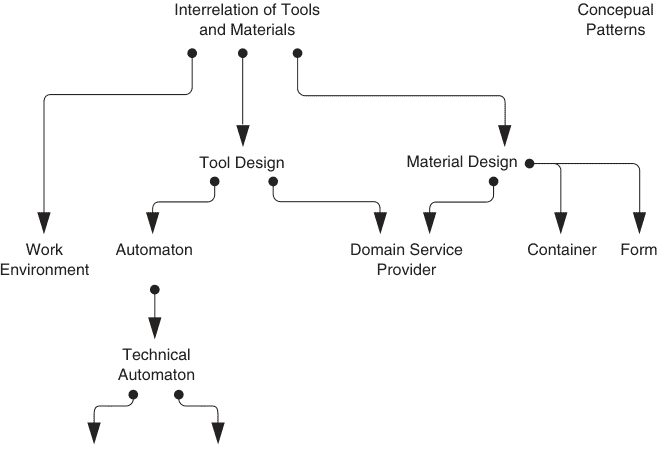 Interrelation of Tools
and Materials
Concepual
Patterns
Tool Design
Material Design
Work
Environment
Automaton
Domain Service
Provider
Container
Form
Technical
Automaton